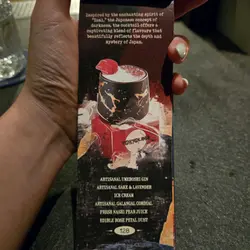 Inspired by the enchanting spirit of
the Japanese concept of
darkness, the cocktail offers a
captivating blend of flavours that
beautifully reflects the depth and
mystery of Japan.
ARTISANAL UMEBOSHI GIN
ARTISANAL SAKE & LAVENDER
ICE CREAM
ARTISANAL GALANGAL CORDIAL
FRESH NASHI PEAR JUICE
EDIBLE ROSE PETAL DUST
128